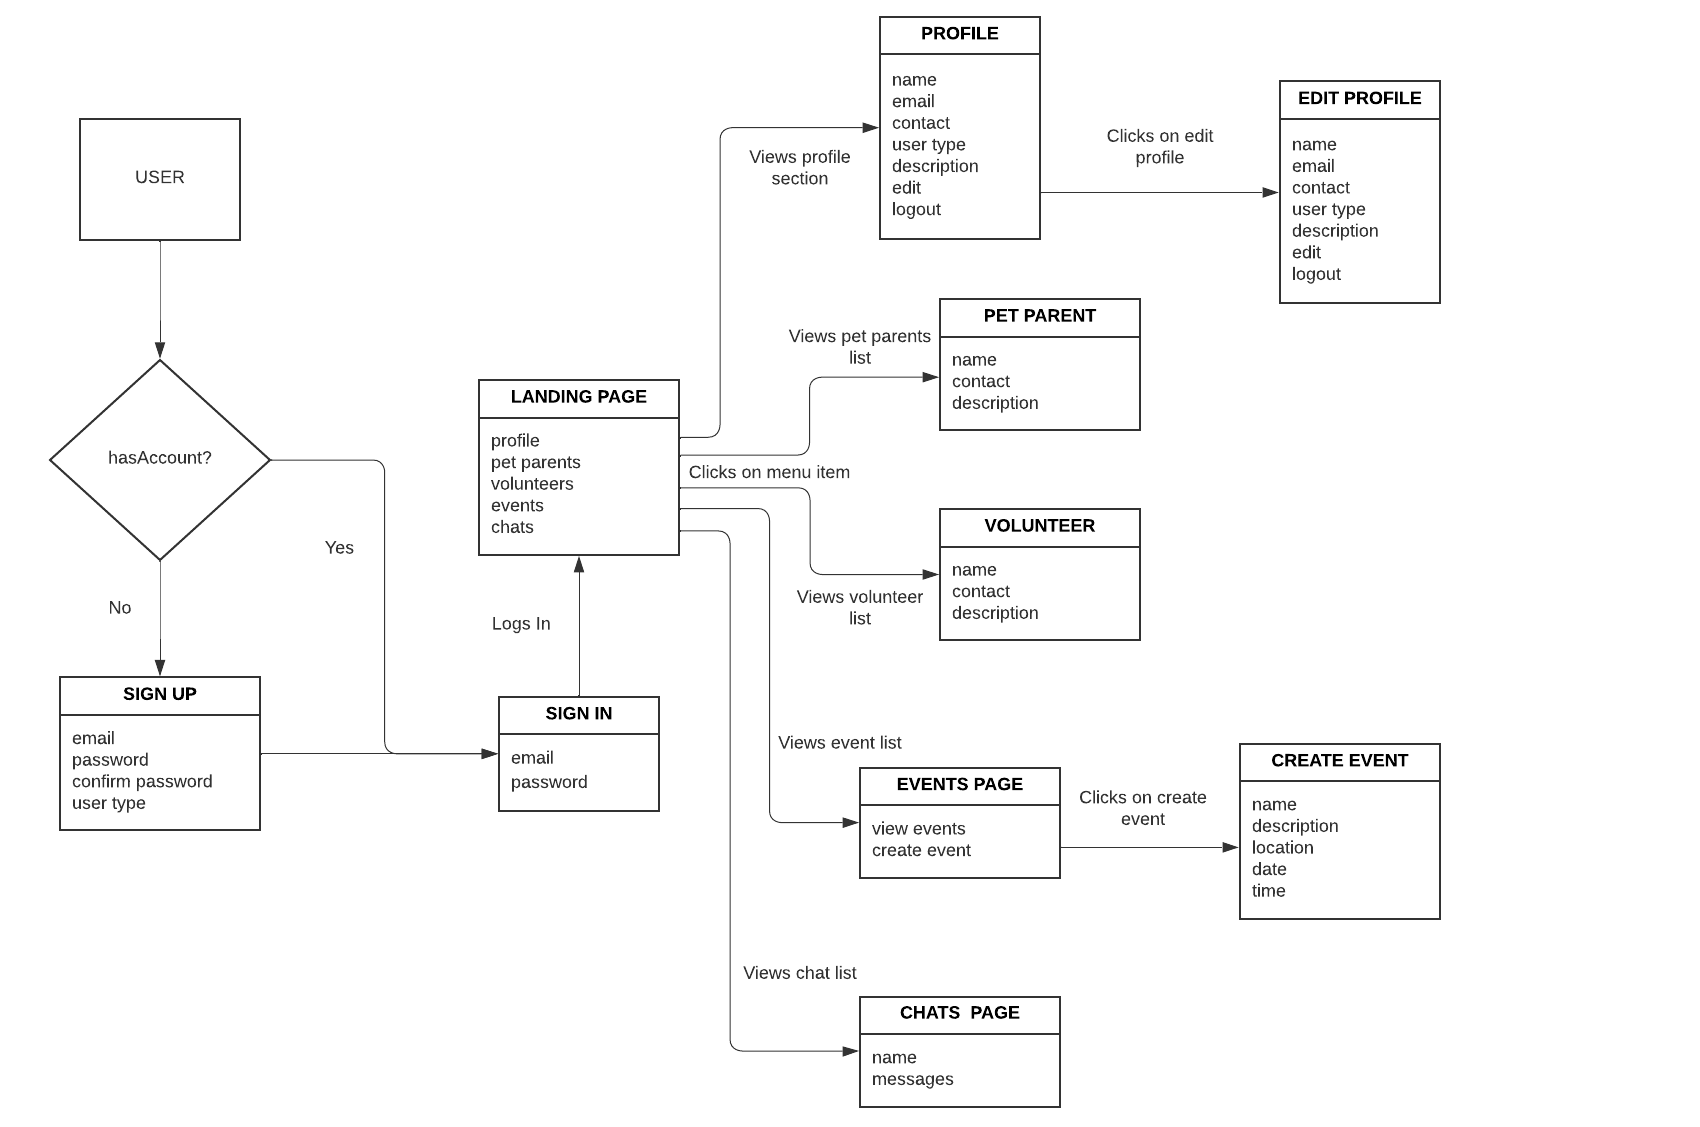 USER
hasAccount?
Yes
No
SIGN UP
email
password
confirm password
user type
SIGN IN
email
password
Logs In
LANDING PAGE
profile
pet parents
volunteers
events
chats
Clicks on menu item
Views profile
section
PROFILE
name
email
contact
user type
description
edit
logout
Clicks on edit
profile
EDIT PROFILE
name
email
contact
user type
description
edit
logout
Views pet parents
list
PET PARENT
name
contact
description
Views volunteer
list
VOLUNTEER
name
contact
description
Views event list
EVENTS PAGE
view events
create event
Clicks on create
event
CREATE EVENT
name
description
location
date
time
Views chat list
CHATS  PAGE
name
messages